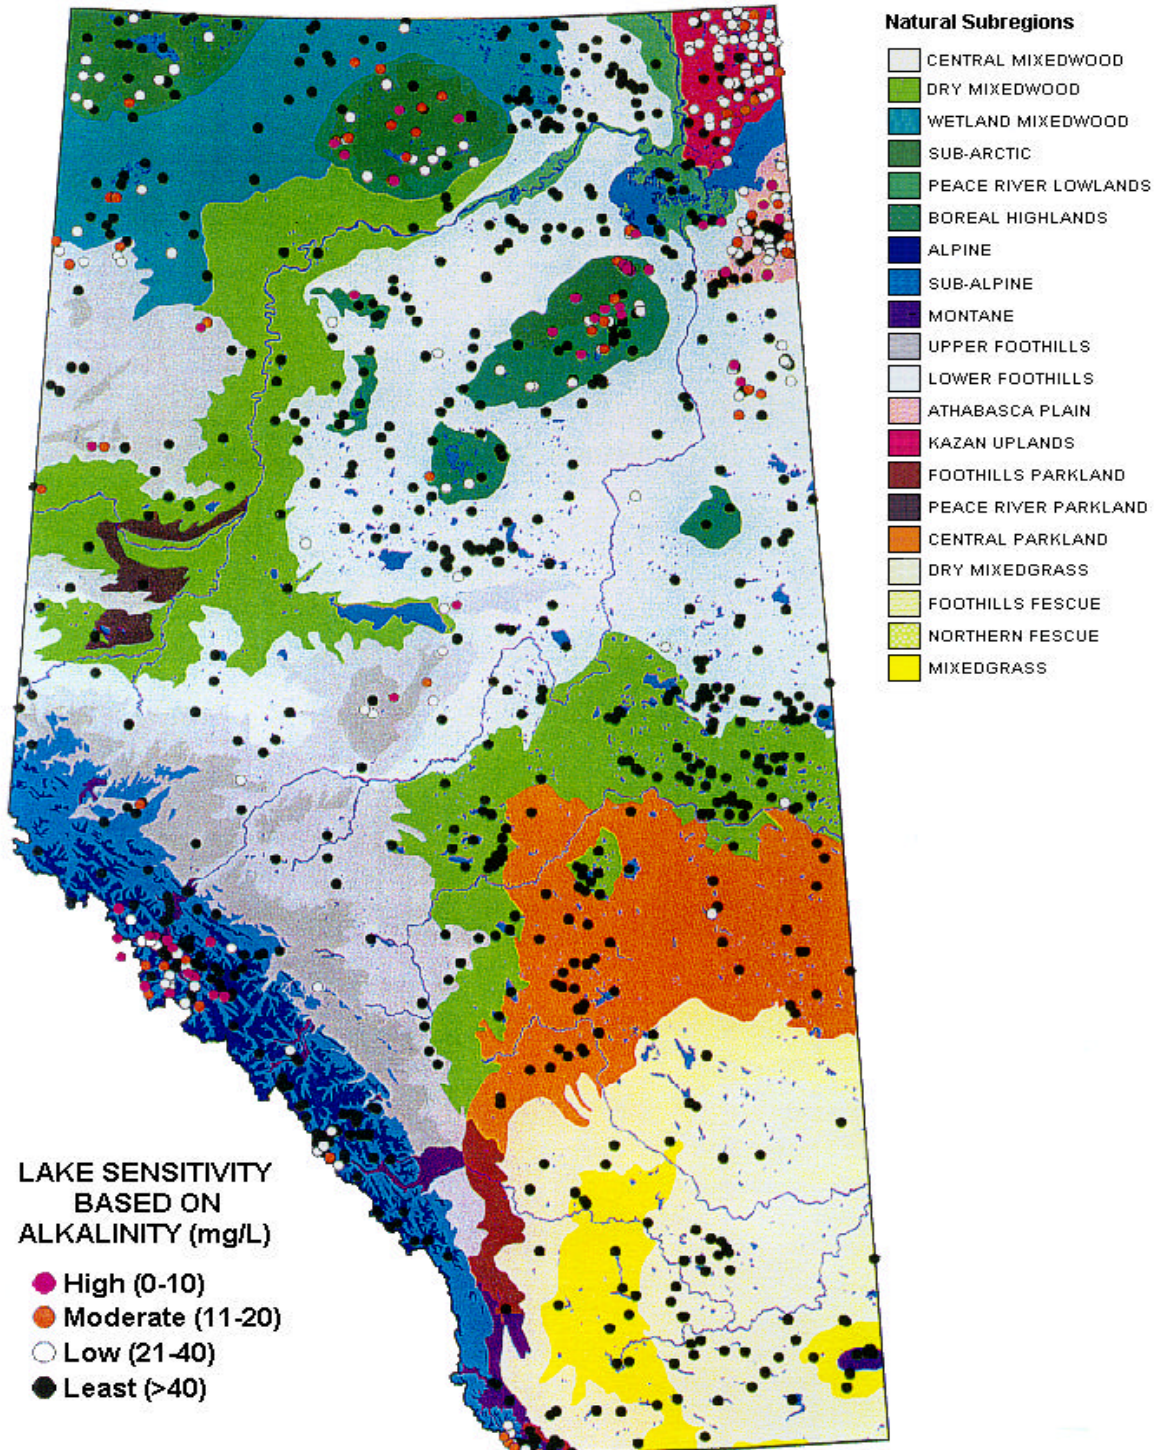 Natural Subregions
CENTRAL MIXEDWOOD
DRY MIXEDWOOD
WETLAND MIXEDWOOD
SUB-ARCTIC
PEACE RIVER LOWLANDS
BOREAL HIGHLANDS
ALPINE
SUB-ALPINE
MONTANE
UPPER FOOTHILLS
LOWER FOOTHILLS
ATHABASCA PLAIN
KAZAN UPLANDS
FOOTHILLS PARKLAND
PEACE RIVER PARKLAND
CENTRAL PARKLAND
DRY MIXEDGRASS
FOOTHILLS FESCUE
NORTHERN FESCUE
MIXEDGRASS
LAKE SENSITIVITY
BASED ON
ALKALINITY (mg/L)
High (0-10)
Moderate (11-20)
Low (21-40)
Least (>40)